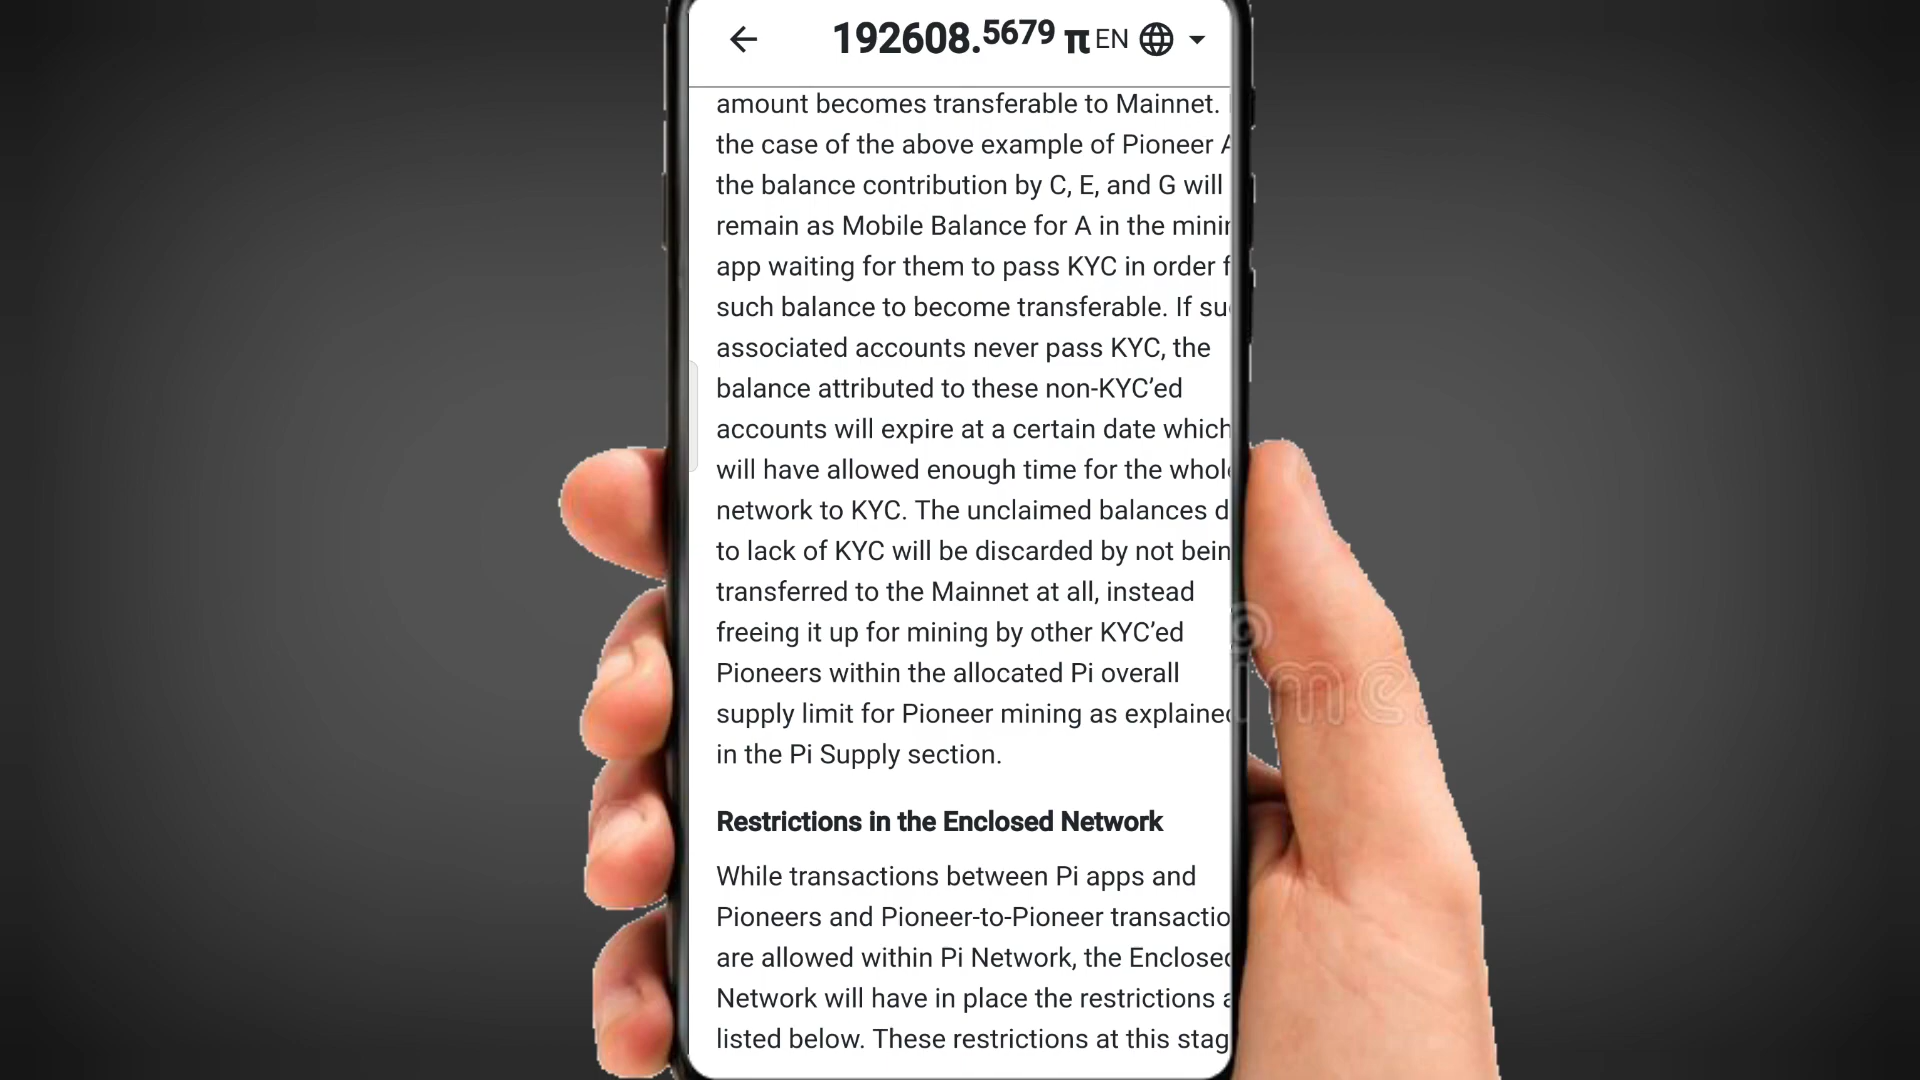 192608.5679 π EN
amount becomes transferable to Mainnet.
the case of the above example of Pioneer A
the balance contribution by C, E, and G will
remain as Mobile Balance for A in the minin
app waiting for them to pass KYC in order f
such balance to become transferable. If su
associated accounts never pass KYC, the
balance attributed to these non-KYC’ed
accounts will expire at a certain date which
will have allowed enough time for the whole
network to KYC. The unclaimed balances d
to lack of KYC will be discarded by not bein
transferred to the Mainnet at all, instead
freeing it up for mining by other KYC’ed
Pioneers within the allocated Pi overall
supply limit for Pioneer mining as explained
in the Pi Supply section.
Restrictions in the Enclosed Network
While transactions between Pi apps and
Pioneers and Pioneer-to-Pioneer transactio
are allowed within Pi Network, the Enclosed
Network will have in place the restrictions a
listed below. These restrictions at this stag